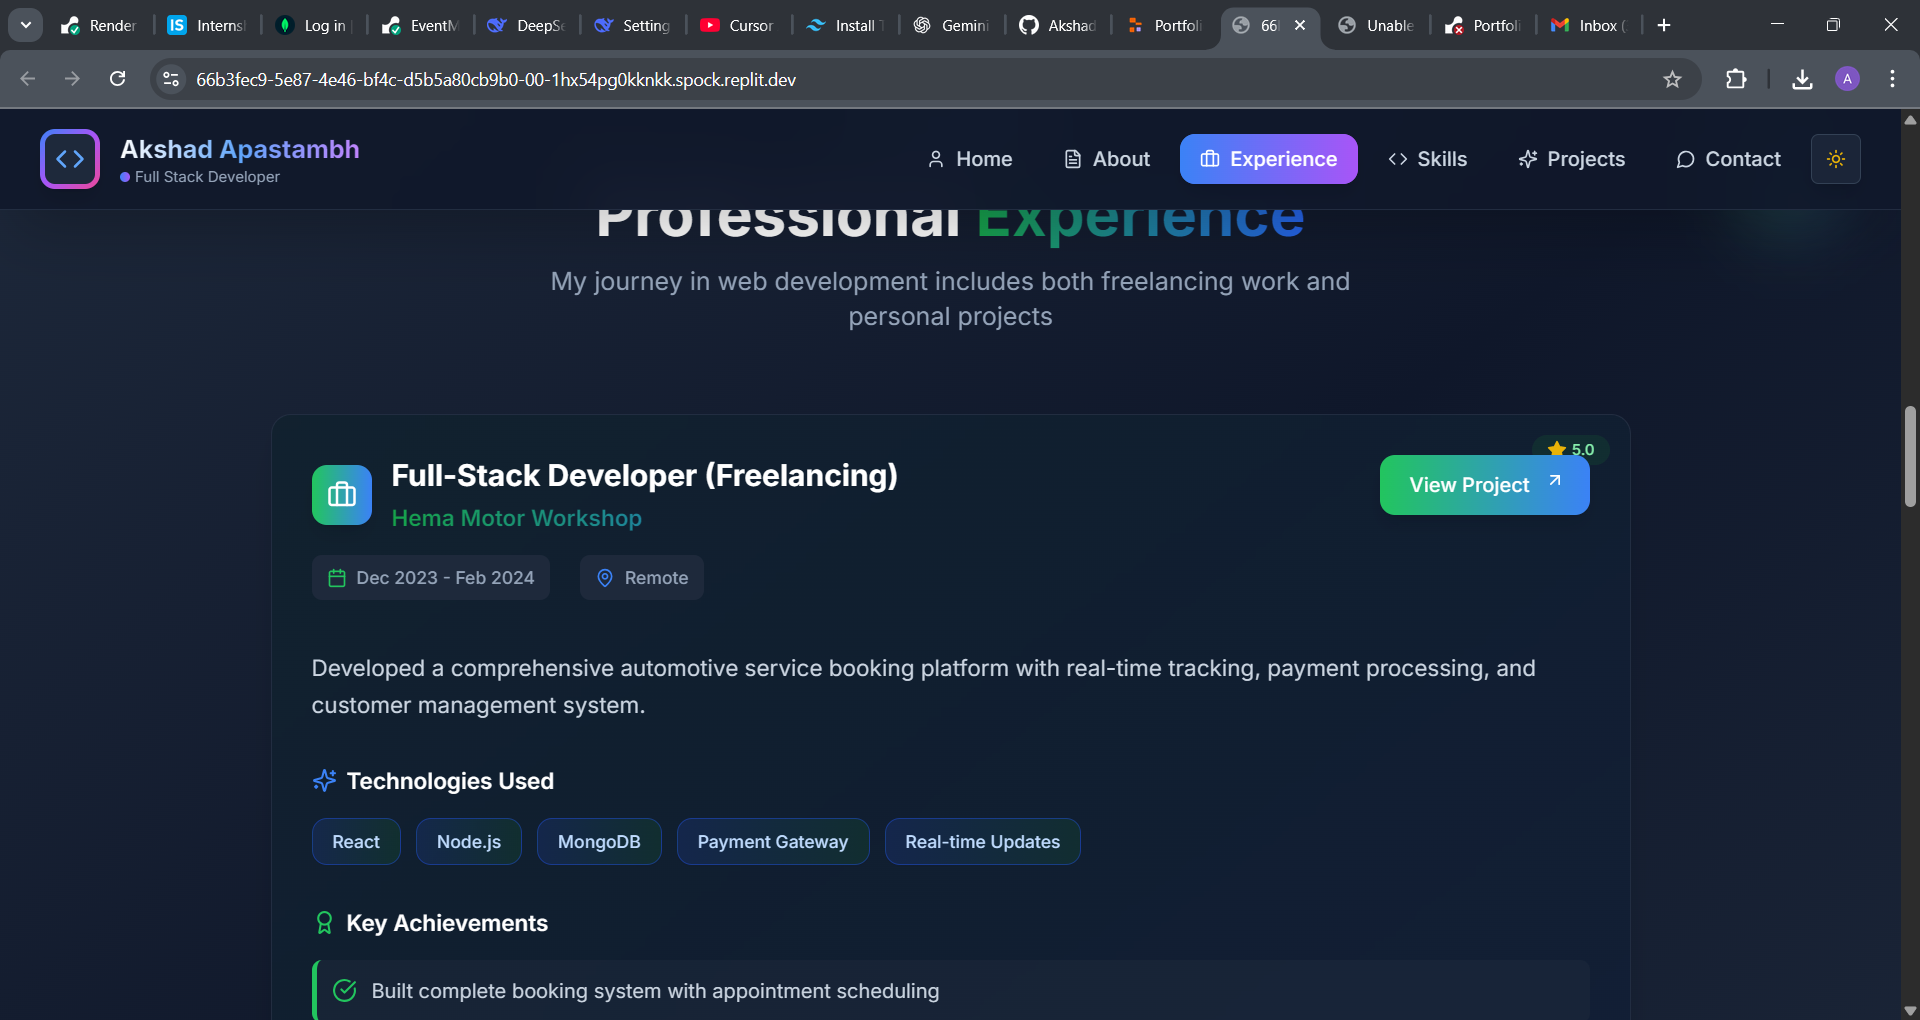 Render
Interns
Log in
EventM
DeepSe
Setting
Cursor
Install T
Gemini
Akshad
Portfoli
66
Unable
Portfoli
Inbox (
66b3fec9-5e87-4e46-bf4c-d5b5a80cb9b0-00-1hx54pg0kknkk.spock.replit.dev
A
Akshad Apastambh
Full Stack Developer
Home
About
Experience
Skills
Projects
Contact
Professional Experience
My journey in web development includes both freelancing work and
personal projects
5.0
Full-Stack Developer (Freelancing)
View Project
Hema Motor Workshop
Dec 2023 - Feb 2024
Remote
Developed a comprehensive automotive service booking platform with real-time tracking, payment processing, and
customer management system.
Technologies Used
React
Node.js
MongoDB
Payment Gateway
Real-time Updates
Key Achievements
Built complete booking system with appointment scheduling